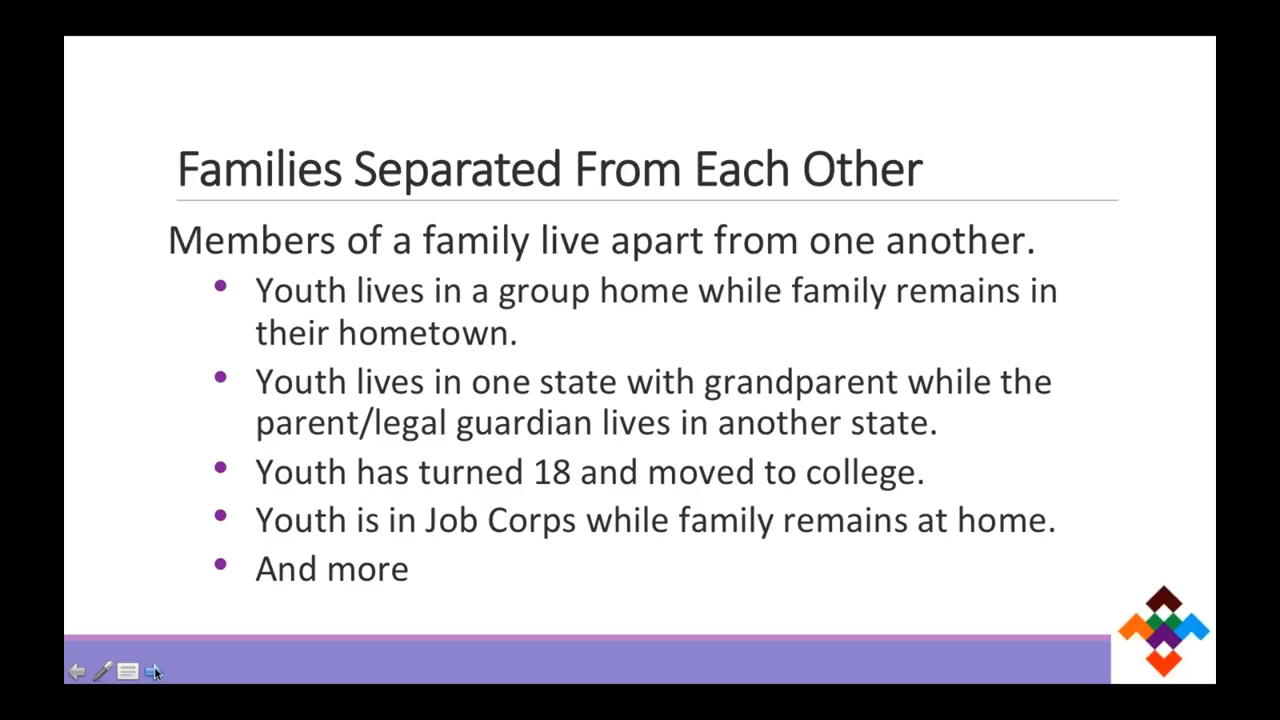 Families Separated From Each Other
Members of a family live apart from one another.
• Youth lives in a group home while family remains in
their hometown.
• Youth lives in one state with grandparent while the
parent/legal guardian lives in another state.
• Youth has turned 18 and moved to college.
• Youth is in Job Corps while family remains at home.
• And more